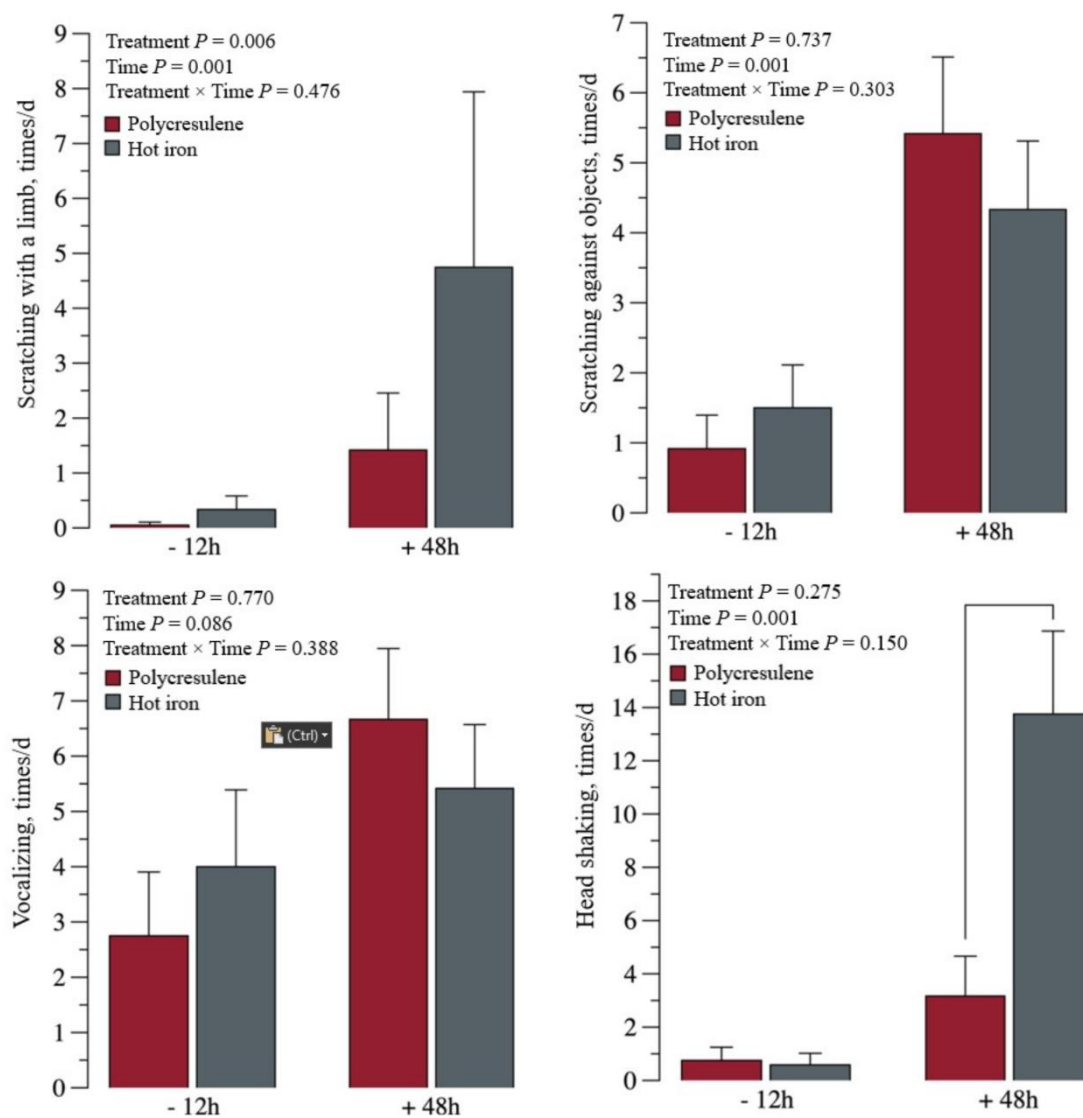 Treatment P = 0.006
Time P = 0.001
Treatment × Time P = 0.476
Polycresulene
Hot iron
Scratching with a limb, times/d
9
8
7
6
5
4
3
2
1
0
- 12h
+ 48h
Treatment P = 0.737
Time P = 0.001
Treatment × Time P = 0.303
Polycresulene
Hot iron
Scratching against objects, times/d
7
6
5
4
3
2
1
0
- 12h
+ 48h
Treatment P = 0.770
Time P = 0.086
Treatment × Time P = 0.388
Polycresulene
Hot iron
(Ctrl)
Vocalizing, times/d
9
8
7
6
5
4
3
2
1
0
- 12h
+ 48h
Treatment P = 0.275
Time P = 0.001
Treatment × Time P = 0.150
Polycresulene
Hot iron
Head shaking, times/d
18
16
14
12
10
8
6
4
2
0
- 12h
+ 48h